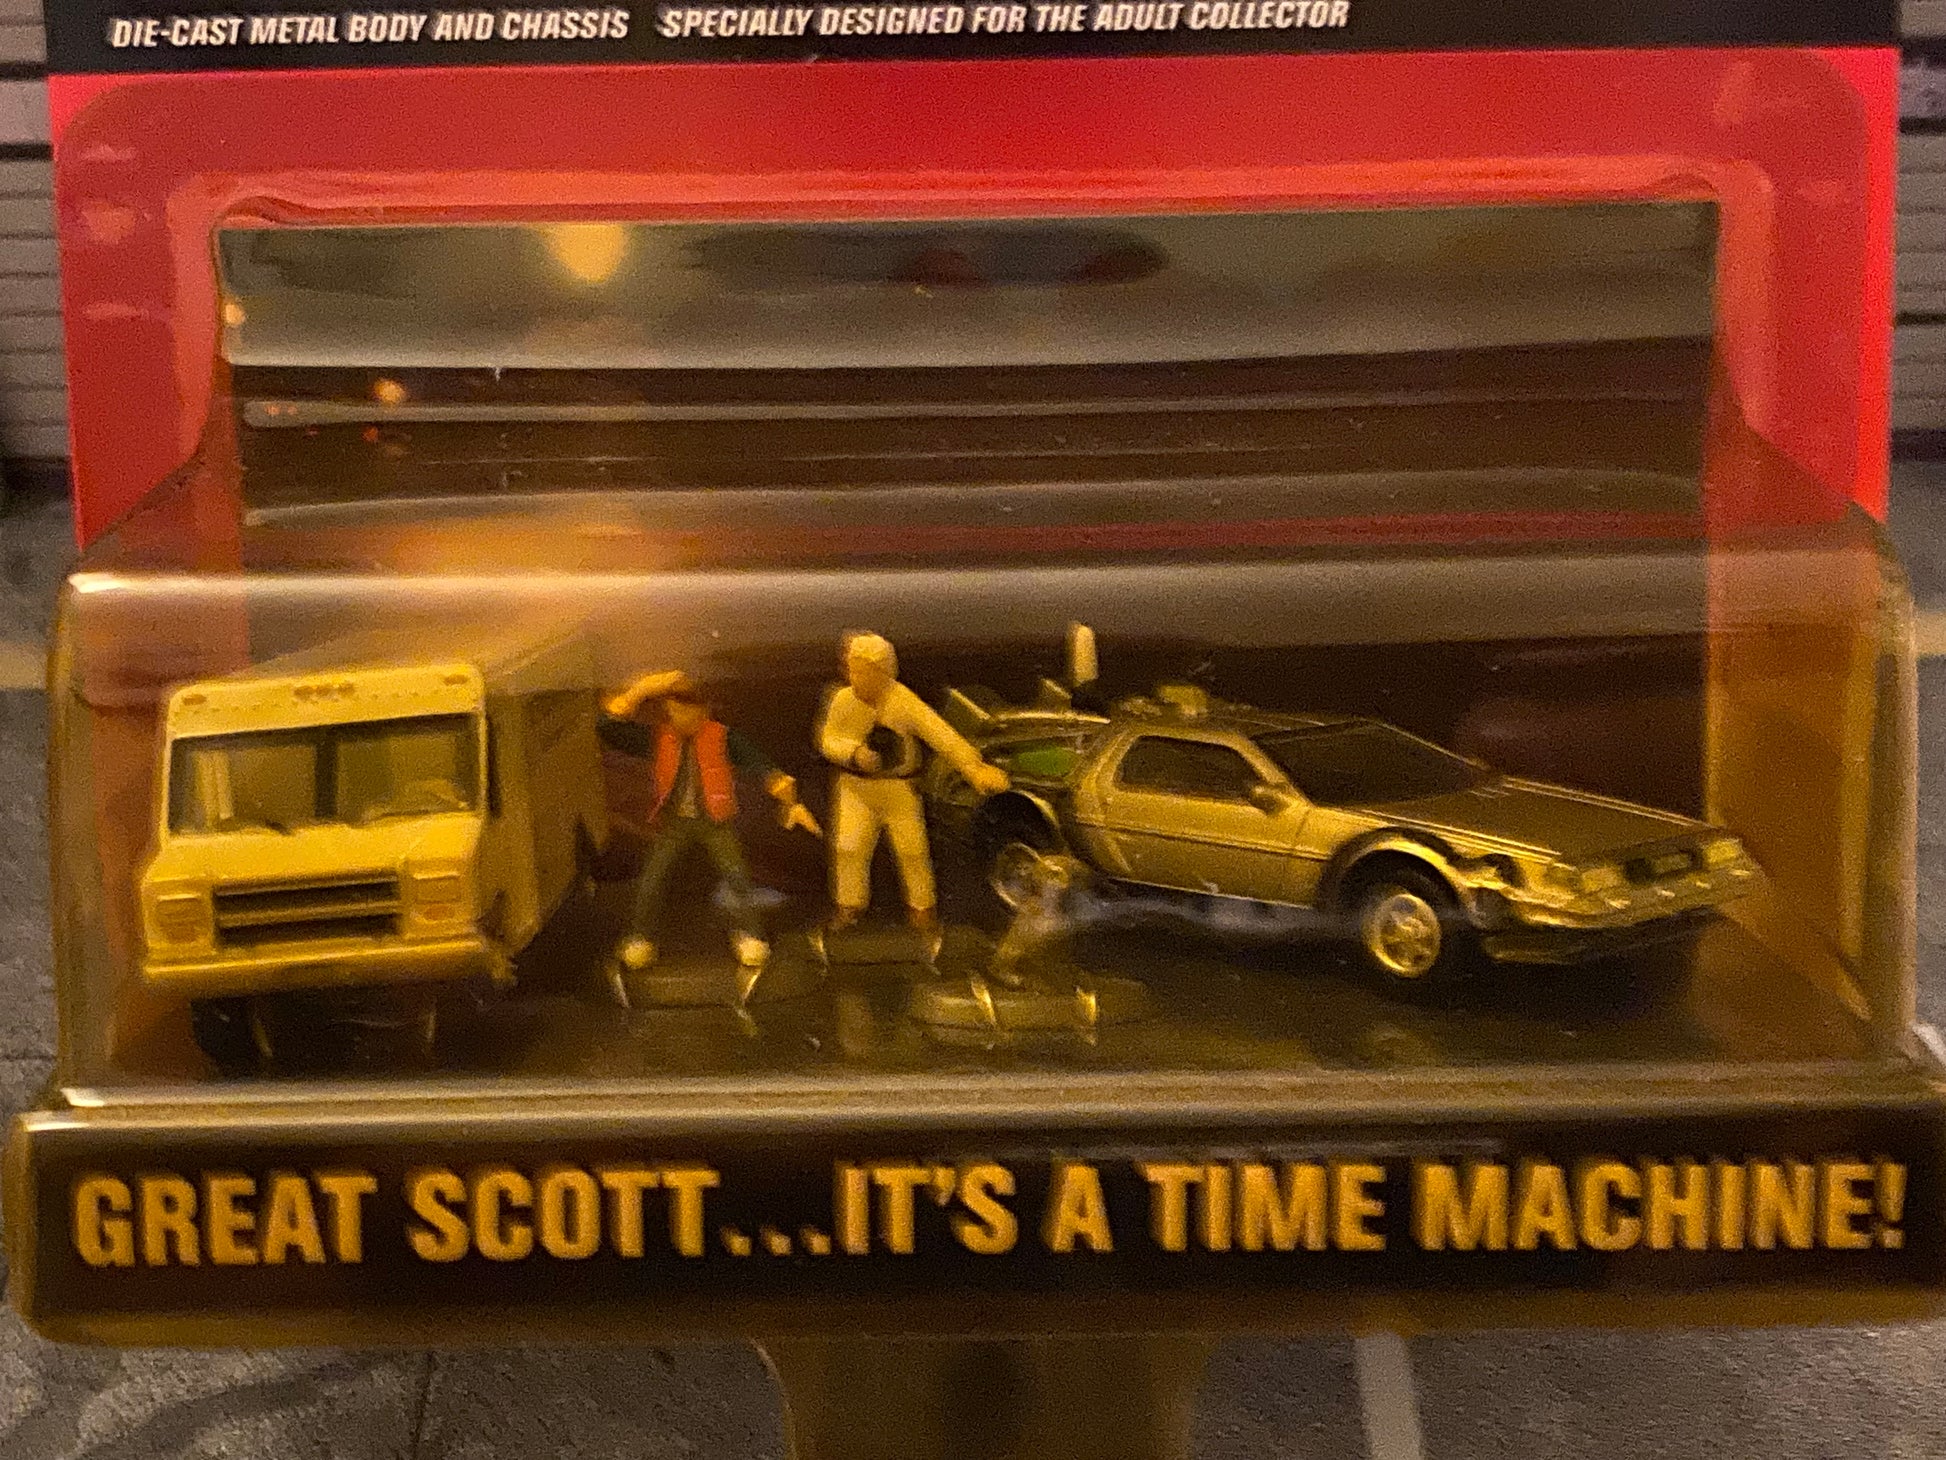 DIE-CAST METAL BODY AND CHASSIS SPECIALLY DESIGNED FOR THE ADULT COLLECTOR
GREAT SCOTT...IT'S A TIME MACHINE!